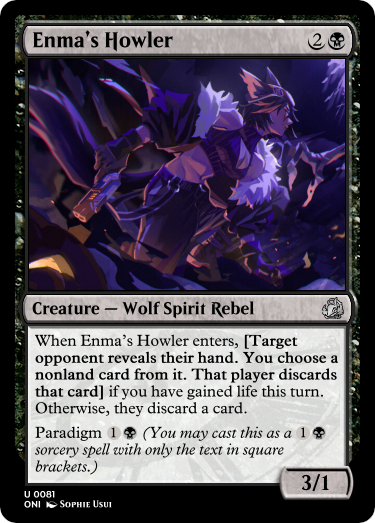 Enma's Howler 2
Creature — Wolf Spirit Rebel
When Enma's Howler enters, [Target
opponent reveals their hand. You choose a
nonland card from it. That player discards
that card] if you have gained life this turn.
Otherwise, they discard a card.
Paradigm 1 (You may cast this as a 1
sorcery spell with only the text in square
brackets.)
3/1
U 0081
ONI SOPHIE USUI